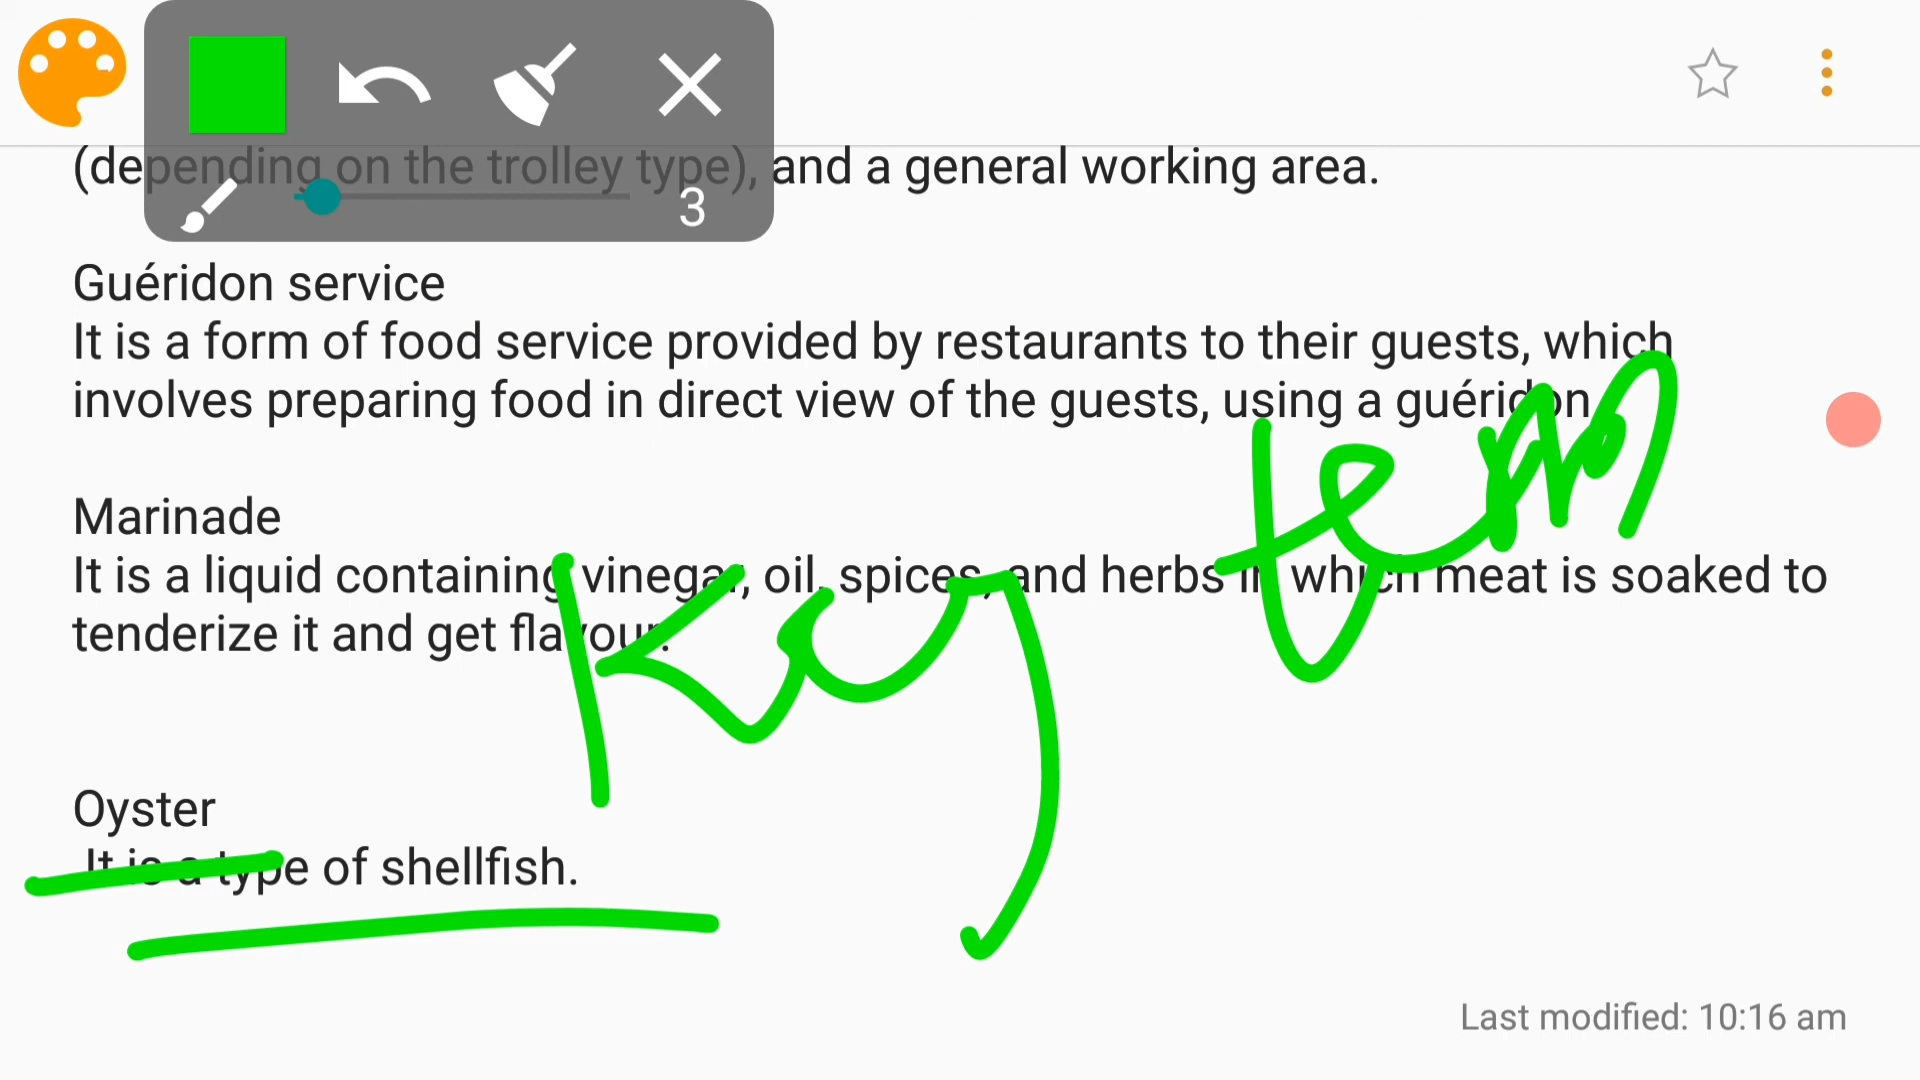 (depending on the trolley type), and a general working area.
3
Guéridon service
It is a form of food service provided by restaurants to their guests, which
involves preparing food in direct view of the guests, using a guéridon.
Marinade
It is a liquid containing vinegar, oil, spices, and herbs in which meat is soaked to
tenderize it and get flavour.
Key term
Oyster
It is a type of shellfish.
Last modified: 10:16 am